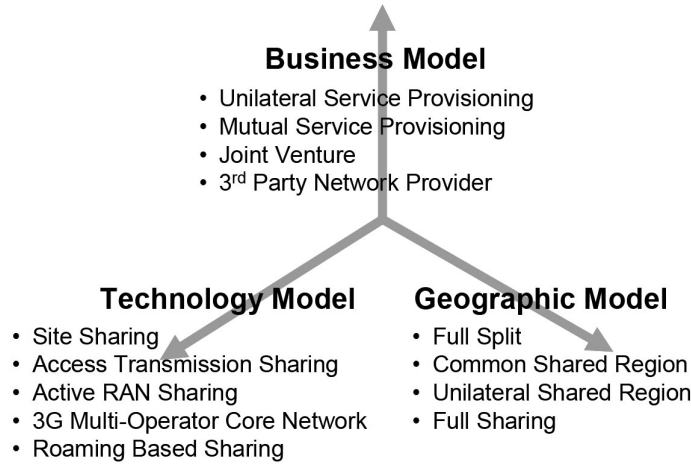 Business Model
• Unilateral Service Provisioning
• Mutual Service Provisioning
• Joint Venture
• 3rd Party Network Provider
Technology Model
• Site Sharing
• Access Transmission Sharing
• Active RAN Sharing
• 3G Multi-Operator Core Network
• Roaming Based Sharing
Geographic Model
• Full Split
• Common Shared Region
• Unilateral Shared Region
• Full Sharing